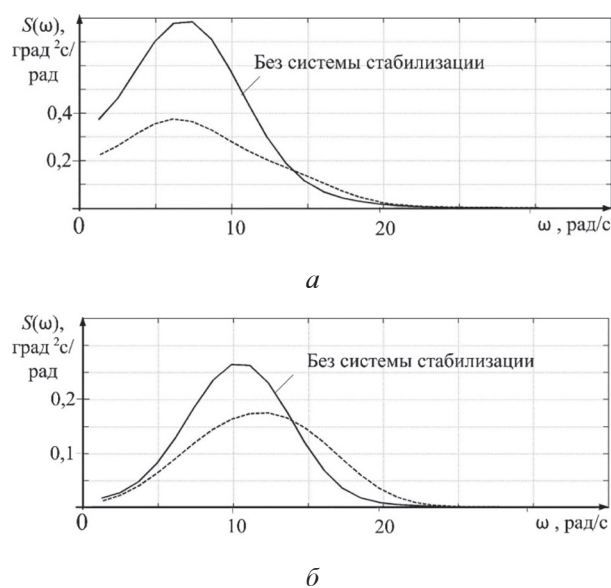 S(ω),
град ²с/
рад
Без системы стабилизации
0,4
0,2
0
10
20
ω , рад/с
а
S(ω),
град ²с/
рад
Без системы стабилизации
0,2
0,1
0
10
20
ω , рад/с
б